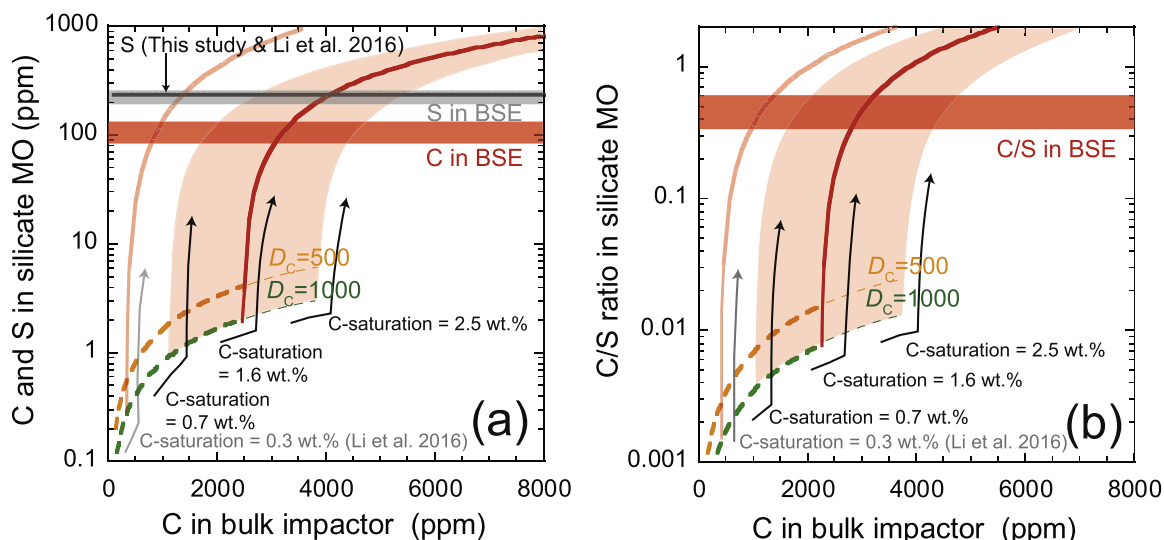 1000
100
10
1
0.1
C and S in silicate MO (ppm)
S (This study & Li et al. 2016)
S in BSE
C in BSE
D_C=500
D_C=1000
C-saturation = 2.5 wt.%
C-saturation
= 1.6 wt.%
C-saturation
= 0.7 wt.%
C-saturation = 0.3 wt.% (Li et al. 2016)
(a)
0 2000 4000 6000 8000
C in bulk impactor (ppm)
1
0.1
0.01
0.001
C/S ratio in silicate MO
C/S in BSE
D_C=500
D_C=1000
C-saturation = 2.5 wt.%
C-saturation = 1.6 wt.%
C-saturation = 0.7 wt.%
C-saturation = 0.3 wt.% (Li et al. 2016)
(b)
0 2000 4000 6000 8000
C in bulk impactor (ppm)